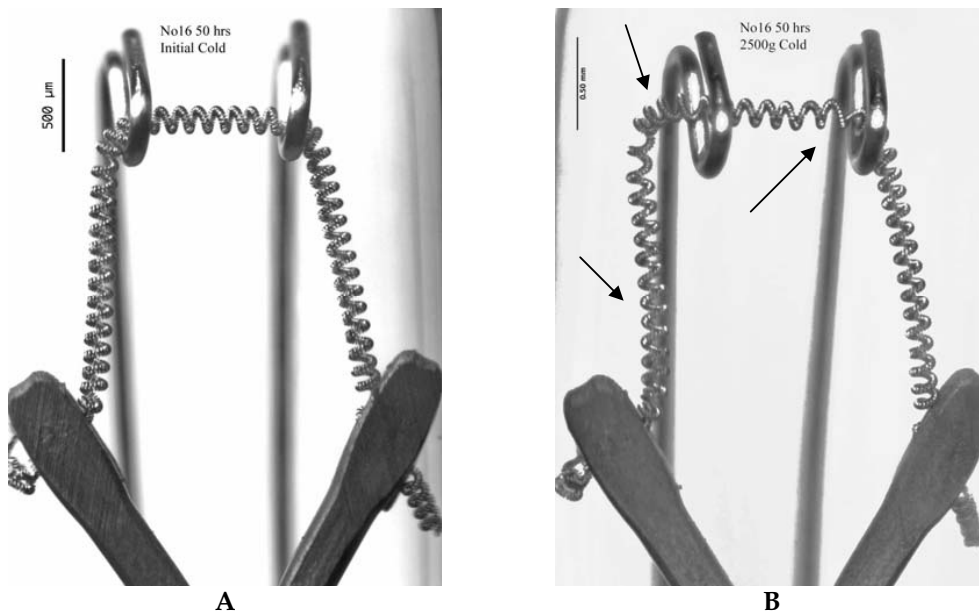 No16 50 hrs
Initial Cold
500 µm
No16 50 hrs
2500g Cold
0.50 mm
A
B